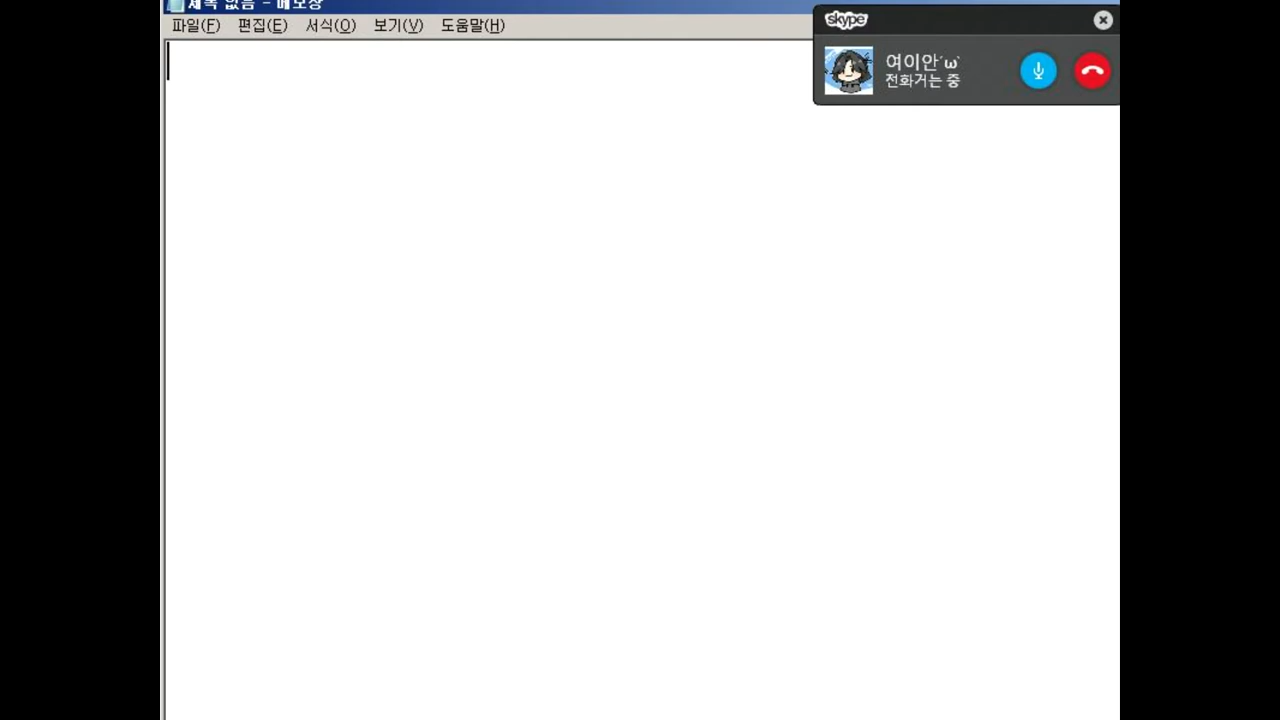 제목 없음 - 메모장
파일(F) 편집(E) 서식(O) 보기(V) 도움말(H)
skype
여이안´ω`
전화거는 중